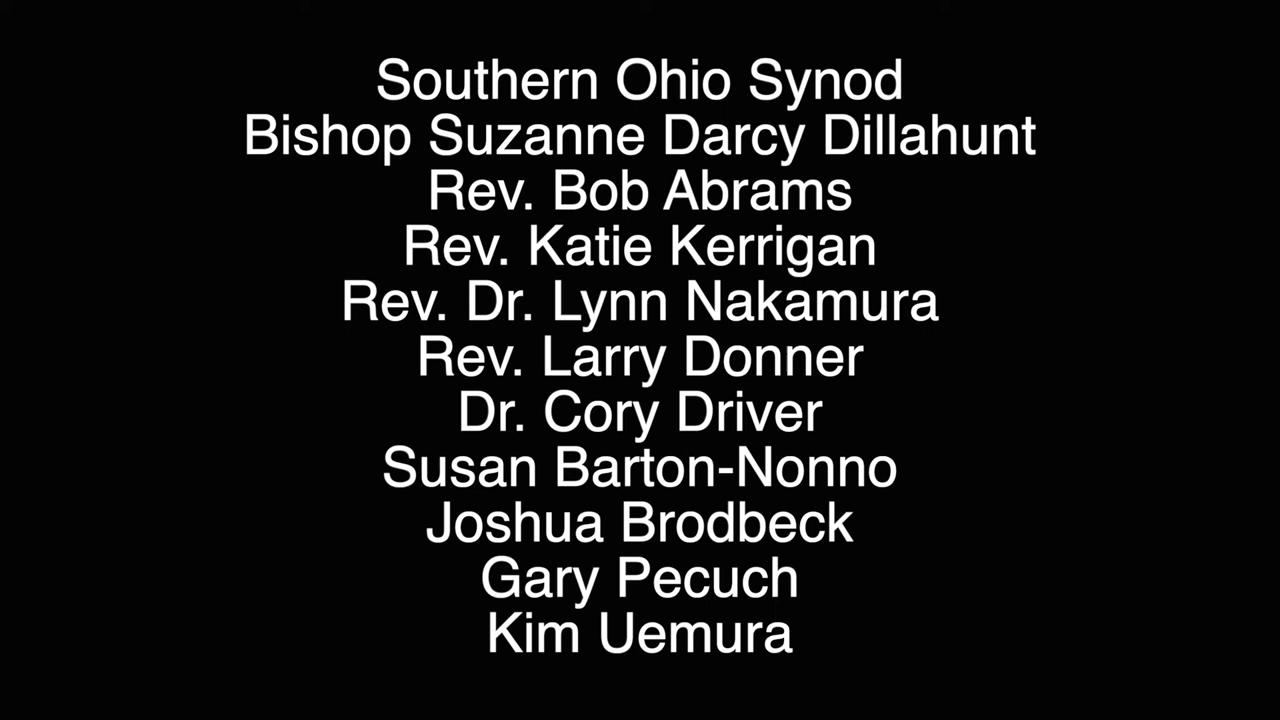 Southern Ohio Synod
Bishop Suzanne Darcy Dillahunt
Rev. Bob Abrams
Rev. Katie Kerrigan
Rev. Dr. Lynn Nakamura
Rev. Larry Donner
Dr. Cory Driver
Susan Barton-Nonno
Joshua Brodbeck
Gary Pecuch
Kim Uemura